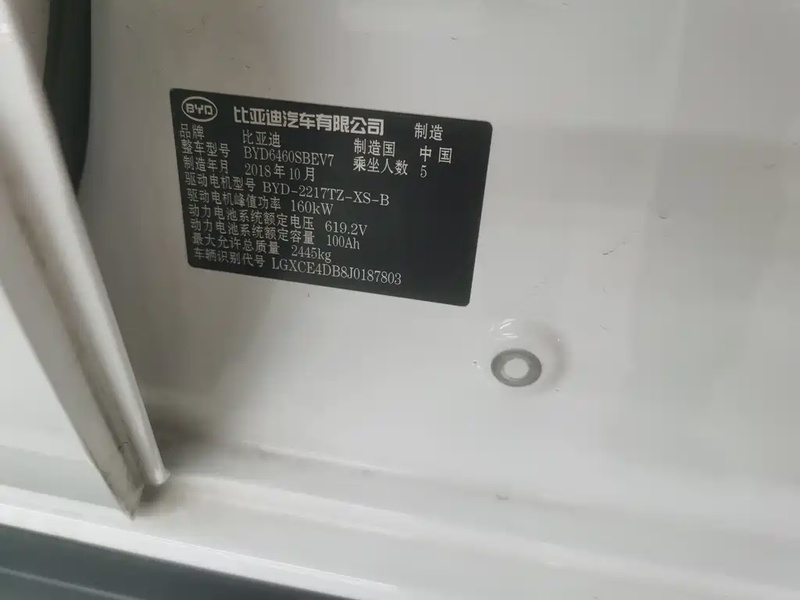 BYD 比亚迪汽车有限公司 制造
品牌 比亚迪 制造国 中国
整车型号 BYD6460SBEV7 乘坐人数 5
制造年月 2018年10月
驱动电机型号 BYD-2217TZ-XS-B
驱动电机峰值功率 160kW
动力电池系统额定电压 619.2V
动力电池系统额定容量 100Ah
最大允许总质量 2445kg
车辆识别代号 LGXCE4DB8J0187803